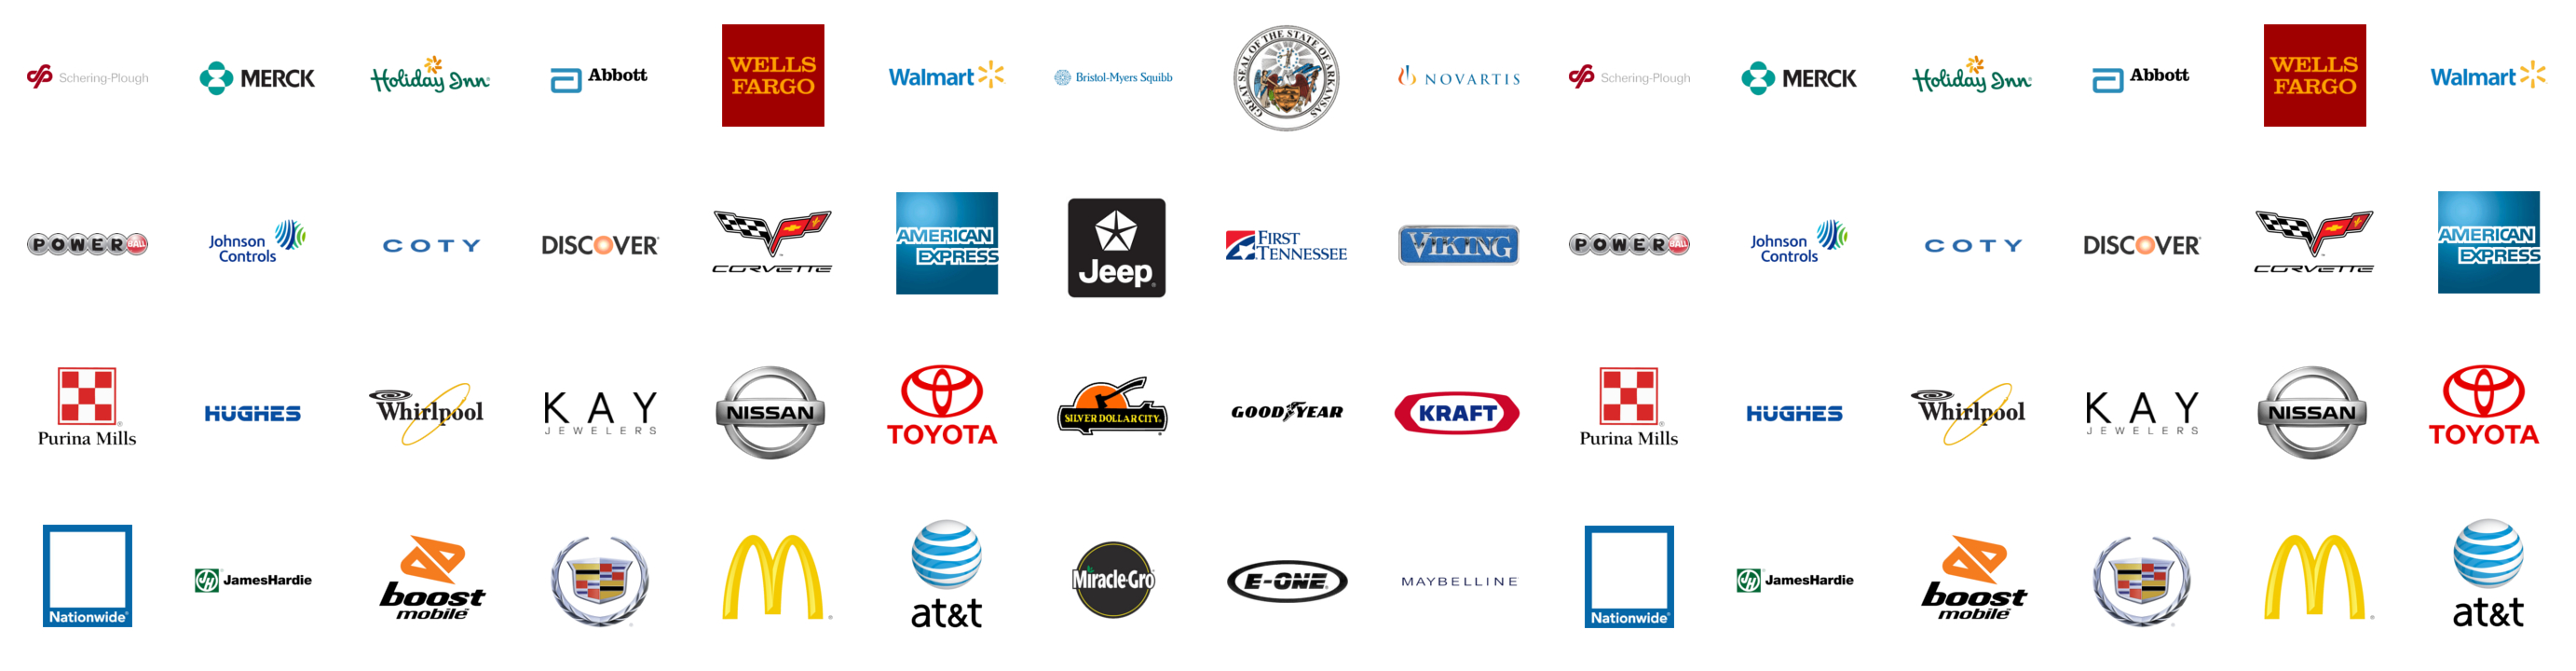 Schering-Plough MERCK Holiday Inn Abbott WELLS FARGO Walmart Bristol-Myers Squibb GREAT SEAL OF THE STATE OF ARKANSAS NOVARTIS Schering-Plough MERCK Holiday Inn Abbott WELLS FARGO Walmart
POWERBALL Johnson Controls COTY DISCOVER CORVETTE AMERICAN EXPRESS Jeep FIRST TENNESSEE VIKING POWERBALL Johnson Controls COTY DISCOVER CORVETTE AMERICAN EXPRESS
Purina Mills HUGHES Whirlpool KAY JEWELERS NISSAN TOYOTA SILVER DOLLAR CITY GOODYEAR KRAFT Purina Mills HUGHES Whirlpool KAY JEWELERS NISSAN TOYOTA
Nationwide JH JamesHardie boost mobile at&t Miracle-Gro E-ONE MAYBELLINE Nationwide JH JamesHardie boost mobile at&t